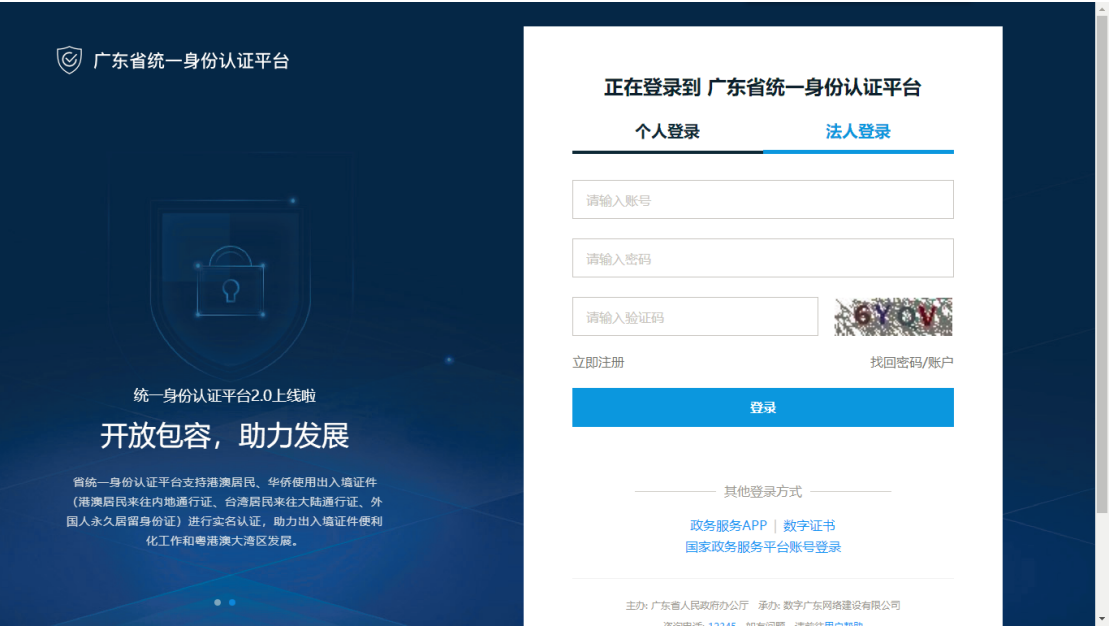 广东省统一身份认证平台
统一身份认证平台2.0上线啦
开放包容，助力发展
省统一身份认证平台支持港澳居民、华侨使用出入境证件
（港澳居民来往内地通行证、台湾居民来往大陆通行证、外
国人永久居留身份证）进行实名认证，助力出入境证件便利
化工作和粤港澳大湾区发展。
正在登录到 广东省统一身份认证平台
个人登录 法人登录
请输入账号
请输入密码
请输入验证码 6YOV
立即注册 找回密码/账户
登录
其他登录方式
政务服务APP | 数字证书
国家政务服务平台账号登录
主办: 广东省人民政府办公厅 承办: 数字广东网络建设有限公司
咨询电话: 12345